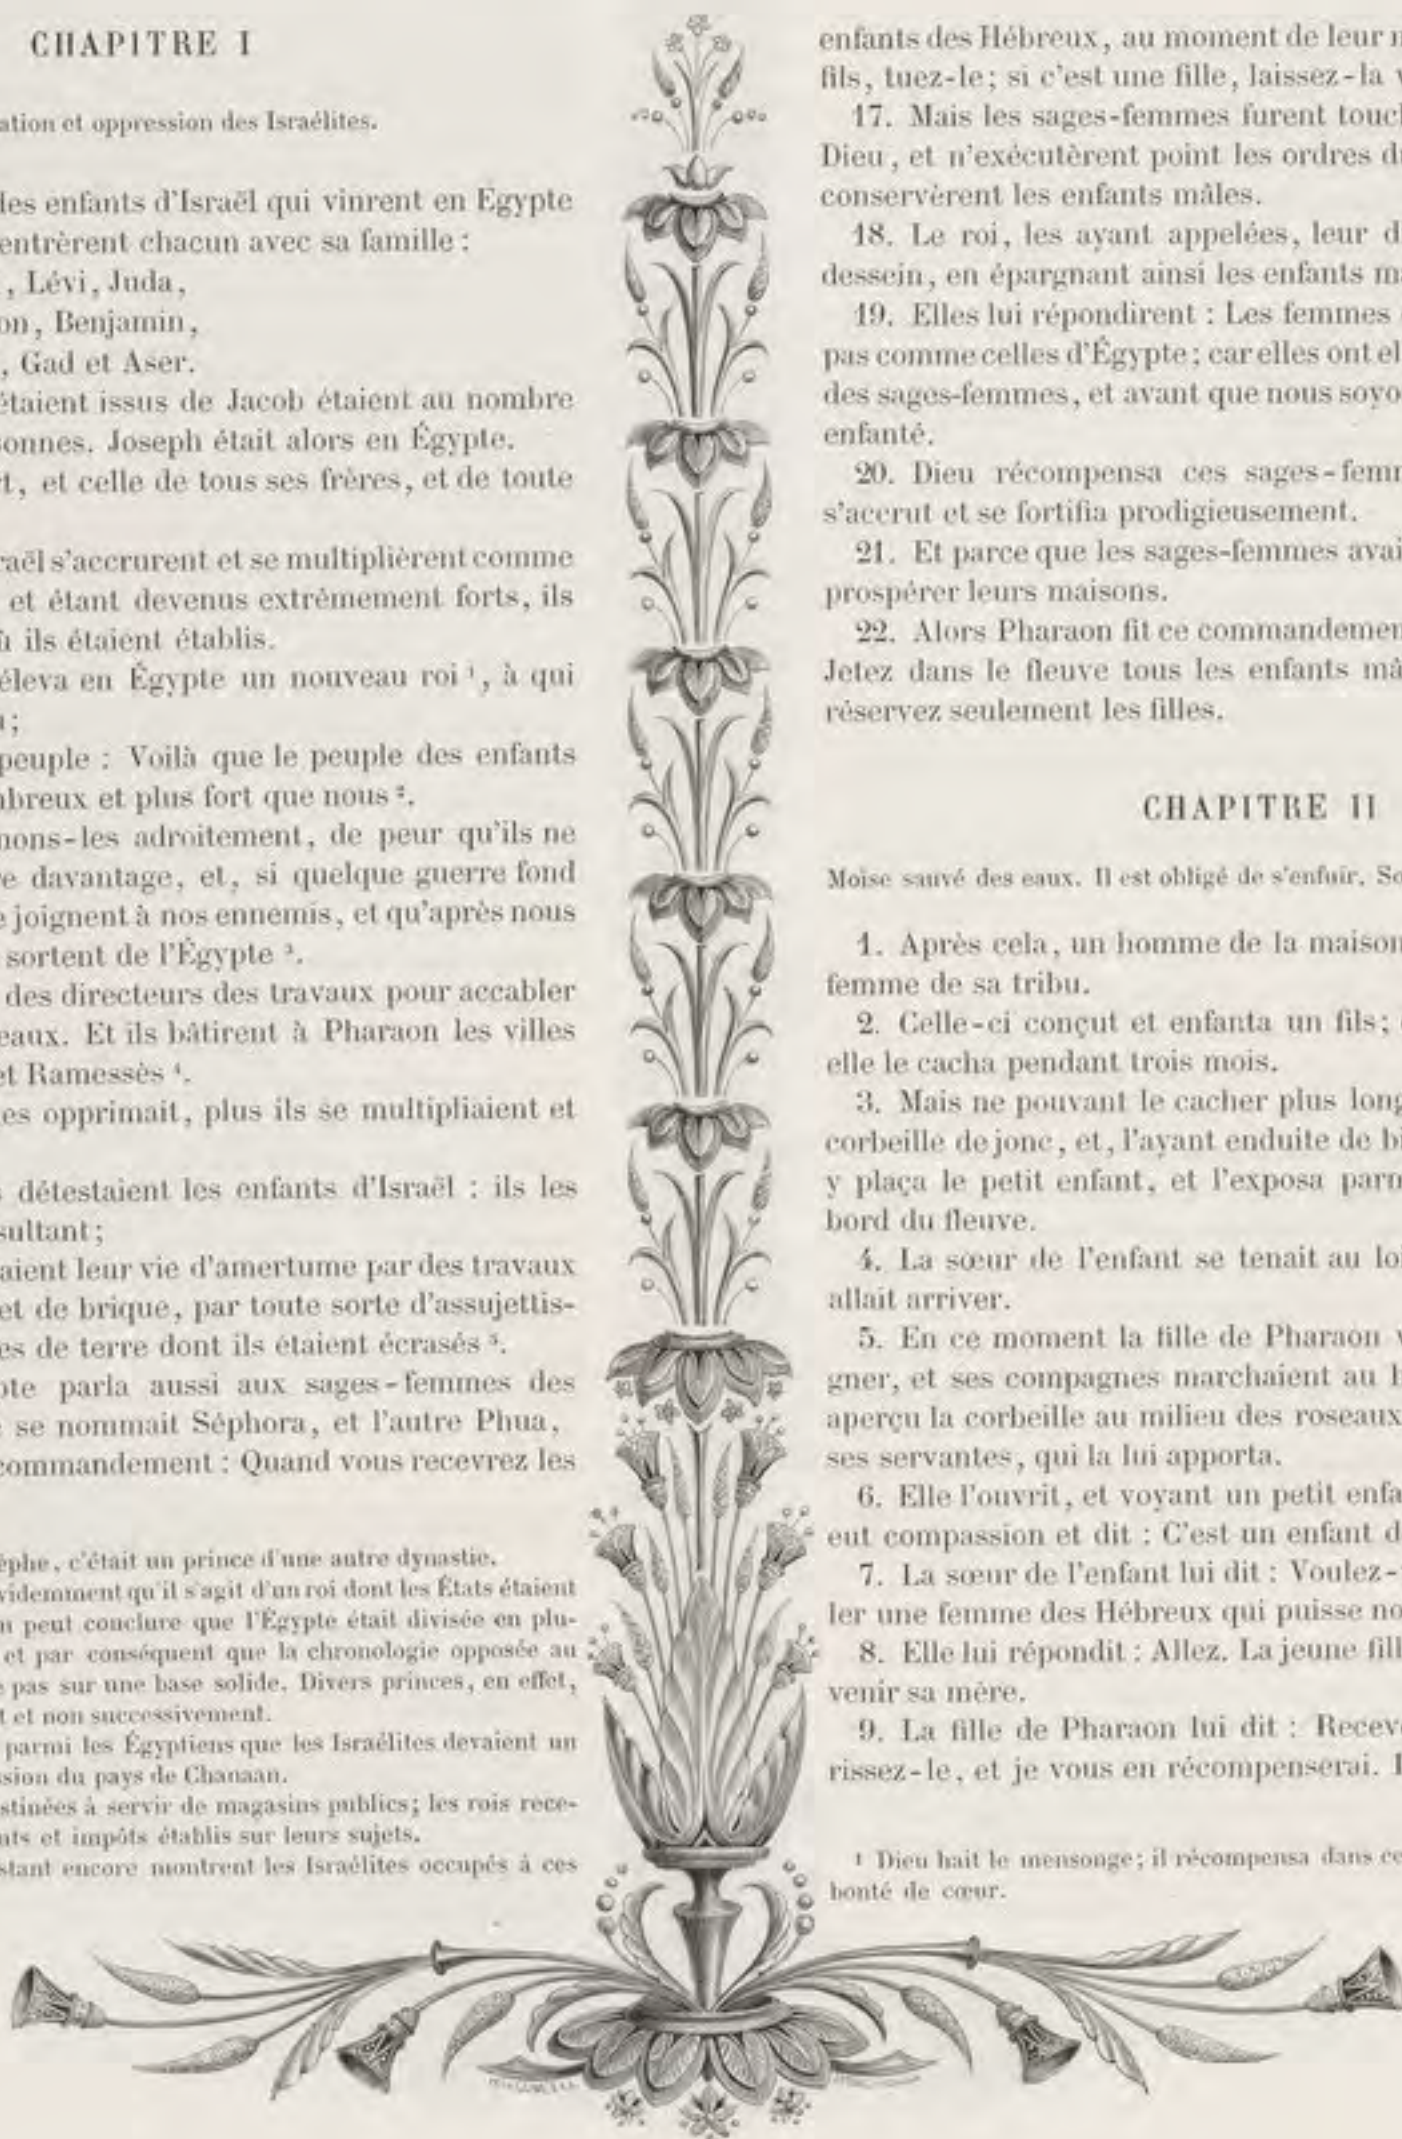 CHAPITRE I
ation et oppression des Israélites.
des enfants d'Israël qui vinrent en Egypte
entrèrent chacun avec sa famille :
, Lévi, Juda,
on, Benjamin,
, Gad et Aser.
étaient issus de Jacob étaient au nombre
sonnes. Joseph était alors en Égypte.
rt, et celle de tous ses frères, et de toute
raël s'accrurent et se multiplièrent comme
et étant devenus extrêmement forts, ils
ù ils étaient établis.
éleva en Égypte un nouveau roi ¹, à qui
;
peuple : Voilà que le peuple des enfants
mbreux et plus fort que nous ².
nons-les adroitement, de peur qu'ils ne
e davantage, et, si quelque guerre fond
e joignent à nos ennemis, et qu'après nous
sortent de l'Égypte ³.
des directeurs des travaux pour accabler
eaux. Et ils bâtirent à Pharaon les villes
et Ramessès ⁴.
les opprimait, plus ils se multipliaient et
s détestaient les enfants d'Israël : ils les
sultant;
aient leur vie d'amertume par des travaux
et de brique, par toute sorte d'assujettis-
es de terre dont ils étaient écrasés ⁵.
pte parla aussi aux sages-femmes des
e se nommait Séphora, et l'autre Phua,
commandement : Quand vous recevrez les
èphe, c'était un prince d'une autre dynastie.
videmment qu'il s'agit d'un roi dont les États étaient
n peut conclure que l'Égypte était divisée en plu-
et par conséquent que la chronologie opposée au
e pas sur une base solide. Divers princes, en effet,
t et non successivement.
parmi les Égyptiens que les Israélites devaient un
ssion du pays de Chanaan.
stinées à servir de magasins publics; les rois rece-
nts et impôts établis sur leurs sujets.
stant encore montrent les Israélites occupés à ces
enfants des Hébreux, au moment de leur n
fils, tuez-le; si c'est une fille, laissez-la v
17. Mais les sages-femmes furent touch
Dieu, et n'exécutèrent point les ordres du
conservèrent les enfants mâles.
18. Le roi, les ayant appelées, leur d
dessein, en épargnant ainsi les enfants mâ
19. Elles lui répondirent : Les femmes
pas comme celles d'Égypte; car elles ont el
des sages-femmes, et avant que nous soyo
enfanté.
20. Dieu récompensa ces sages-femm
s'accrut et se fortifia prodigieusement.
21. Et parce que les sages-femmes avai
prospérer leurs maisons.
22. Alors Pharaon fit ce commandemen
Jetez dans le fleuve tous les enfants mâ
réservez seulement les filles.
CHAPITRE II
Moïse sauvé des eaux. Il est obligé de s'enfuir. So
1. Après cela, un homme de la maison
femme de sa tribu.
2. Celle-ci conçut et enfanta un fils;
elle le cacha pendant trois mois.
3. Mais ne pouvant le cacher plus long
corbeille de jonc, et, l'ayant enduite de bi
y plaça le petit enfant, et l'exposa parm
bord du fleuve.
4. La sœur de l'enfant se tenait au loi
allait arriver.
5. En ce moment la fille de Pharaon v
gner, et ses compagnes marchaient au b
aperçu la corbeille au milieu des roseaux
ses servantes, qui la lui apporta.
6. Elle l'ouvrit, et voyant un petit enfa
eut compassion et dit : C'est un enfant d
7. La sœur de l'enfant lui dit : Voulez-
ler une femme des Hébreux qui puisse no
8. Elle lui répondit : Allez. La jeune fill
venir sa mère.
9. La fille de Pharaon lui dit : Receve
rissez-le, et je vous en récompenserai.
¹ Dieu hait le mensonge; il récompensa dans ce
bonté de cœur.